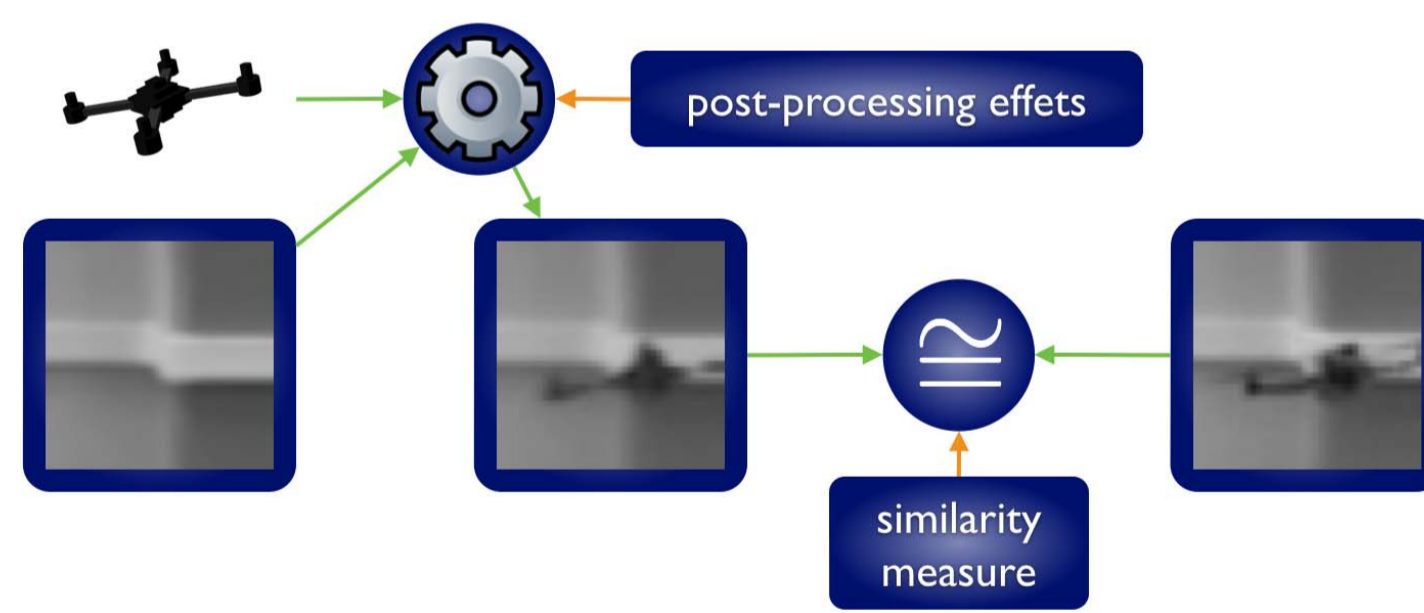 post-processing effets
≅
similarity
measure